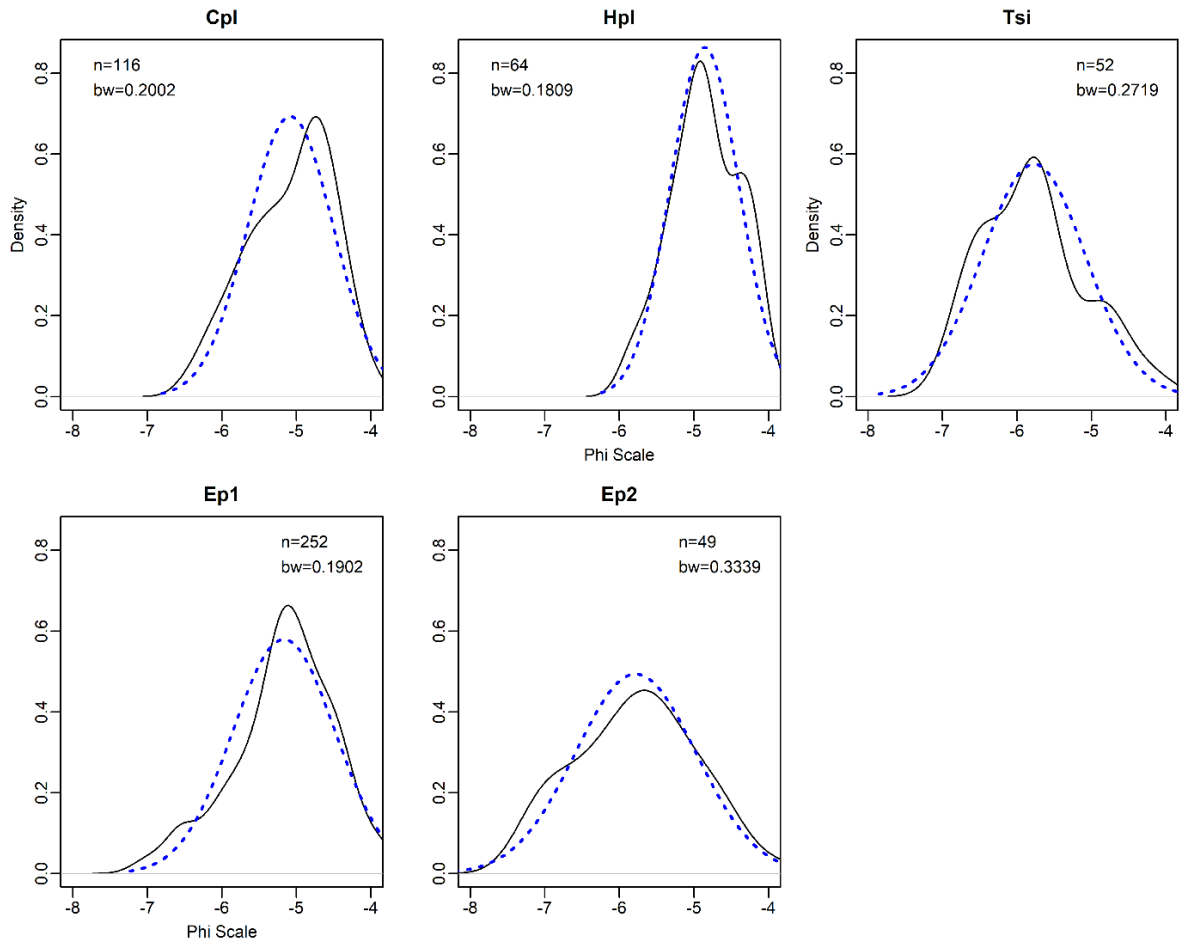 Cpl
n=116
bw=0.2002
Density
0.0 0.2 0.4 0.6 0.8
-8 -7 -6 -5 -4
Hpl
n=64
bw=0.1809
0.0 0.2 0.4 0.6 0.8
-8 -7 -6 -5 -4
Phi Scale
Tsi
n=52
bw=0.2719
Density
0.0 0.2 0.4 0.6 0.8
-8 -7 -6 -5 -4
Ep1
n=252
bw=0.1902
0.0 0.2 0.4 0.6 0.8
-8 -7 -6 -5 -4
Phi Scale
Ep2
n=49
bw=0.3339
0.0 0.2 0.4 0.6 0.8
-8 -7 -6 -5 -4